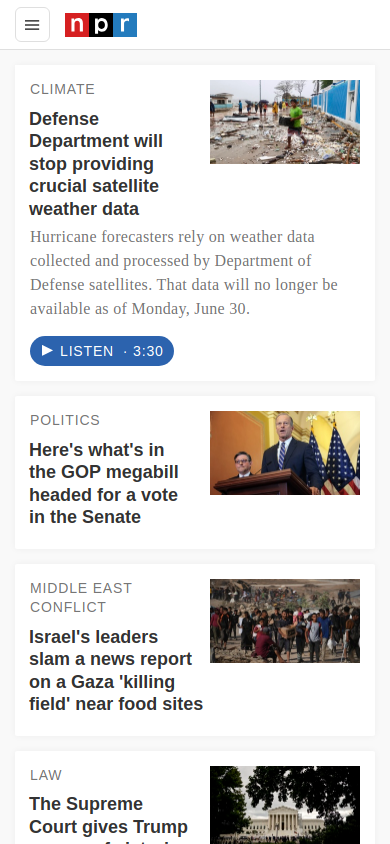 npr
CLIMATE
Defense
Department will
stop providing
crucial satellite
weather data
Hurricane forecasters rely on weather data
collected and processed by Department of
Defense satellites. That data will no longer be
available as of Monday, June 30.
LISTEN · 3:30
POLITICS
Here's what's in
the GOP megabill
headed for a vote
in the Senate
MIDDLE EAST
CONFLICT
Israel's leaders
slam a news report
on a Gaza 'killing
field' near food sites
LAW
The Supreme
Court gives Trump